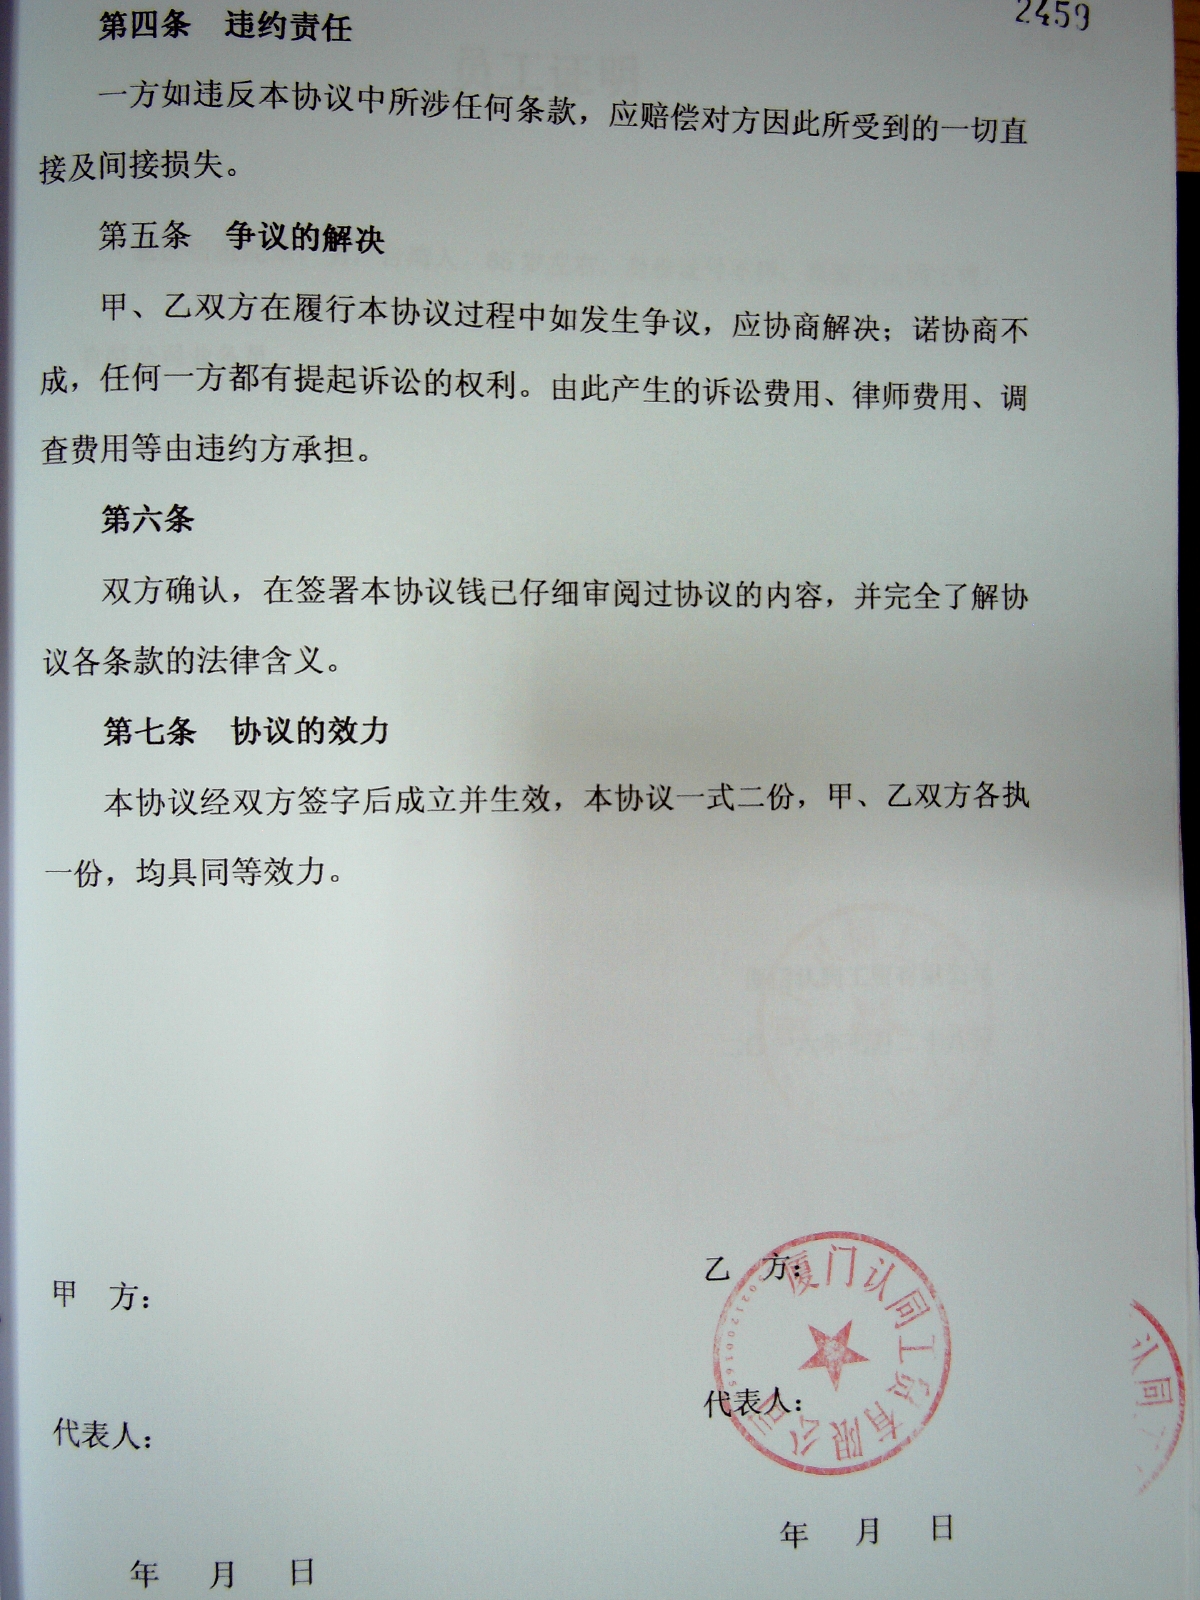 2459
第四条 违约责任
一方如违反本协议中所涉任何条款，应赔偿对方因此所受到的一切直
接及间接损失。
第五条 争议的解决
甲、乙双方在履行本协议过程中如发生争议，应协商解决；诺协商不
成，任何一方都有提起诉讼的权利。由此产生的诉讼费用、律师费用、调
查费用等由违约方承担。
第六条
双方确认，在签署本协议钱已仔细审阅过协议的内容，并完全了解协
议各条款的法律含义。
第七条 协议的效力
本协议经双方签字后成立并生效，本协议一式二份，甲、乙双方各执
一份，均具同等效力。
甲 方：
乙 方：
厦门认同工贸有限公司
认同
代表人：
代表人：
年 月 日
年 月 日